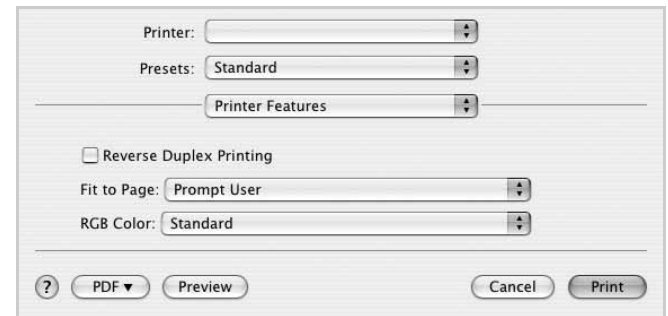 Printer:
Presets: Standard
Printer Features
Reverse Duplex Printing
Fit to Page: Prompt User
RGB Color: Standard
? PDF ▼ Preview Cancel Print